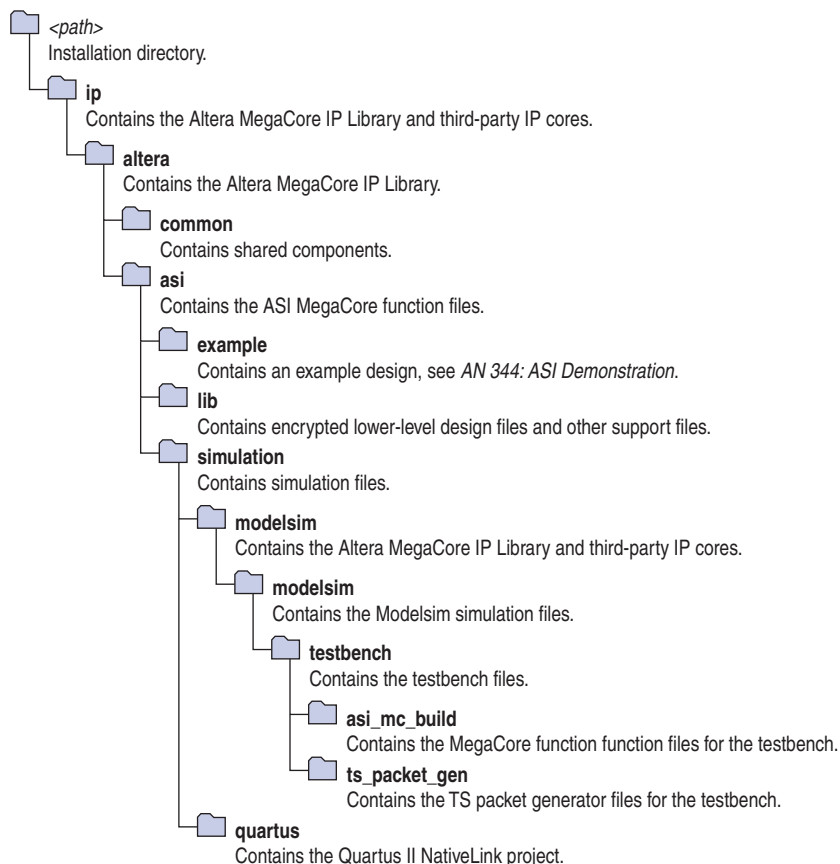 <path>
Installation directory.
ip
Contains the Altera MegaCore IP Library and third-party IP cores.
altera
Contains the Altera MegaCore IP Library.
common
Contains shared components.
asi
Contains the ASI MegaCore function files.
example
Contains an example design, see AN 344: ASI Demonstration.
lib
Contains encrypted lower-level design files and other support files.
simulation
Contains simulation files.
modelsim
Contains the Altera MegaCore IP Library and third-party IP cores.
modelsim
Contains the Modelsim simulation files.
testbench
Contains the testbench files.
asi_mc_build
Contains the MegaCore function function files for the testbench.
ts_packet_gen
Contains the TS packet generator files for the testbench.
quartus
Contains the Quartus II NativeLink project.